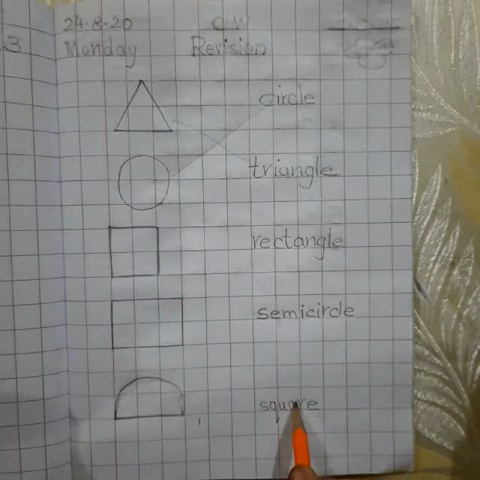 24-8-20 C.W
3 Monday Revision
circle
triangle
rectangle
semicircle
square